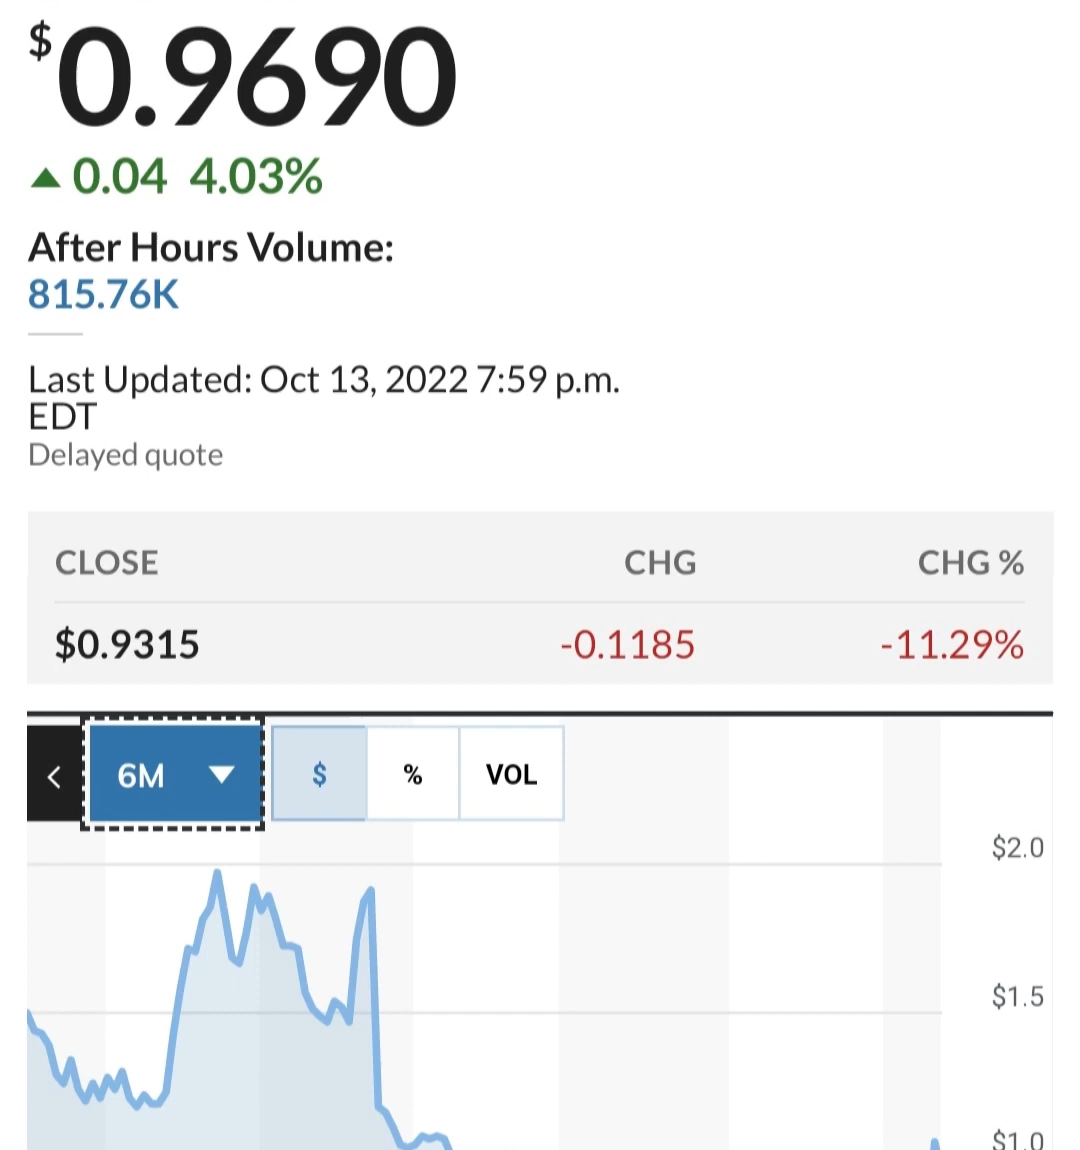 $0.9690
▲ 0.04 4.03%
After Hours Volume:
815.76K
Last Updated: Oct 13, 2022 7:59 p.m.
EDT
Delayed quote
CLOSE CHG CHG %
$0.9315 -0.1185 -11.29%
< 6M ▼ $ % VOL
$2.0
$1.5
$1.0